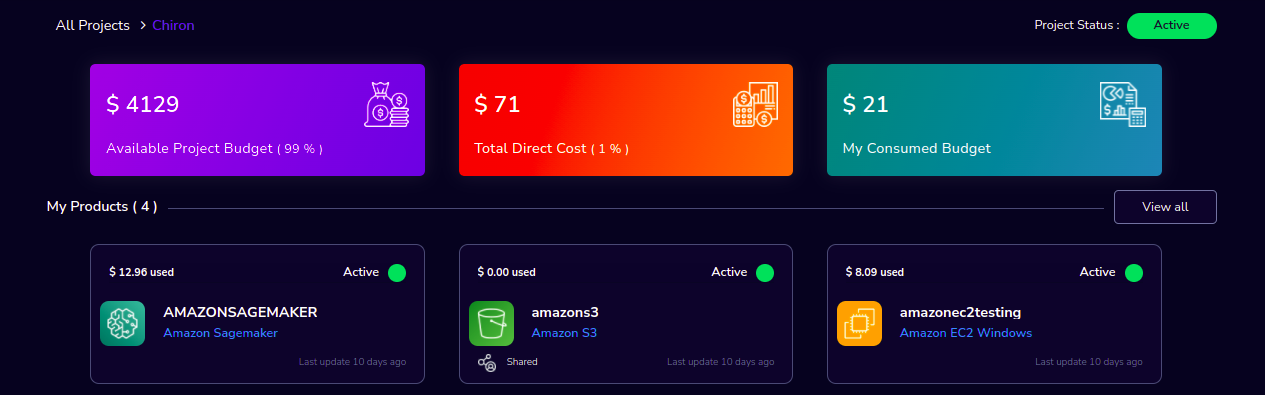 All Projects > Chiron
Project Status : Active
$ 4129
Available Project Budget ( 99 % )
$ 71
Total Direct Cost ( 1 % )
$ 21
My Consumed Budget
My Products ( 4 )
View all
$ 12.96 used
Active
AMAZONSAGEMAKER
Amazon Sagemaker
Last update 10 days ago
$ 0.00 used
Active
amazons3
Amazon S3
Shared
Last update 10 days ago
$ 8.09 used
Active
amazonec2testing
Amazon EC2 Windows
Last update 10 days ago